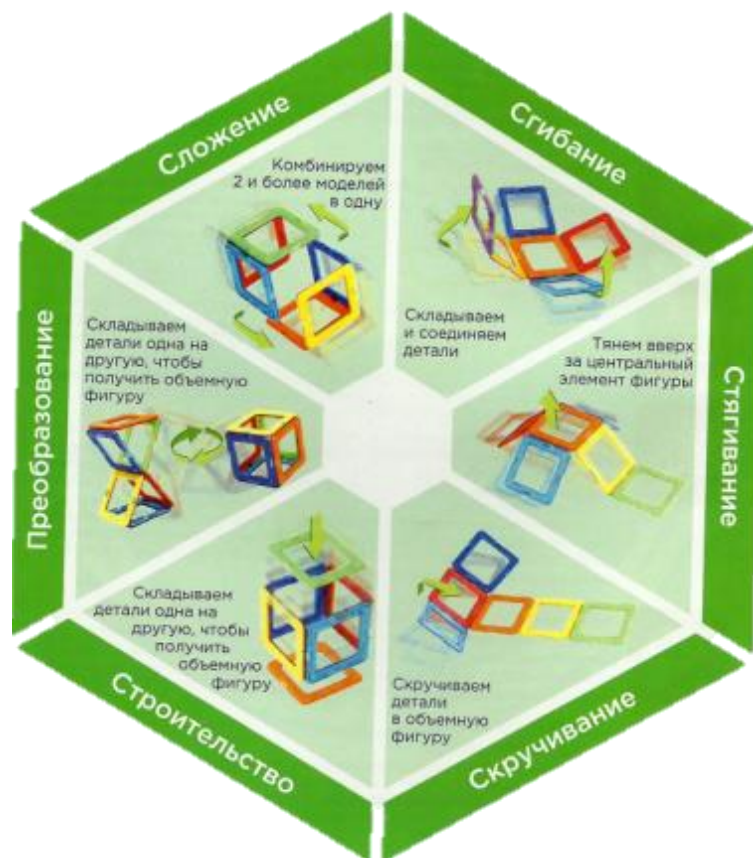 Сложение
Комбинируем
2 и более моделей
в одну
Сгибание
Складываем
и соединяем
детали
Стягивание
Тянем вверх
за центральный
элемент фигуры
Скручивание
Скручиваем
детали
в объемную
фигуру
Строительство
Складываем
детали одна на
другую, чтобы
получить
объемную
фигуру
Преобразование
Складываем
детали одна на
другую, чтобы
получить объемную
фигуру